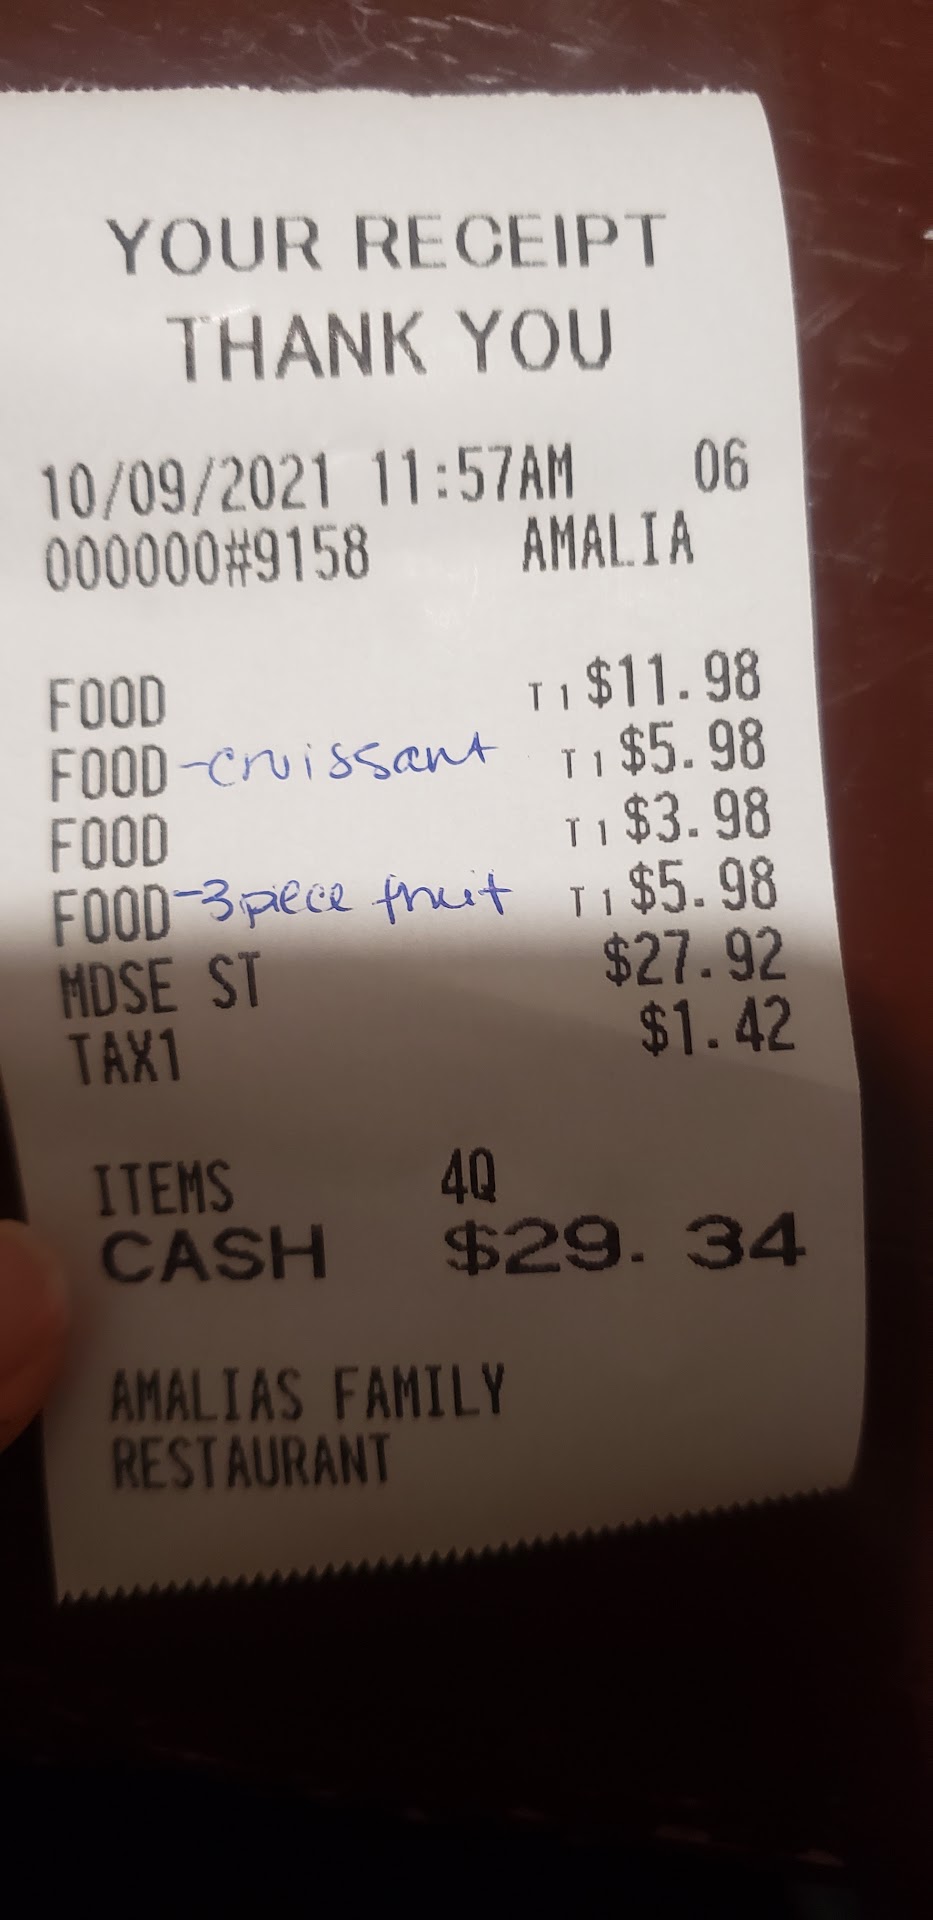 YOUR RECEIPT
THANK YOU
10/09/2021 11:57AM 06
000000#9158 AMALIA
FOOD T1 $11.98
FOOD -cruissant T1 $5.98
FOOD T1 $3.98
FOOD -3 piece fruit T1 $5.98
MDSE ST $27.92
TAX1 $1.42
ITEMS 4Q
CASH $29.34
AMALIAS FAMILY
RESTAURANT